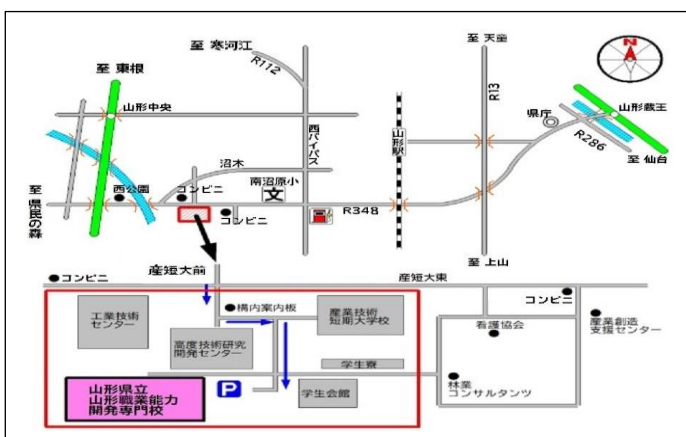 至 東根
至 寒河江
R112
至 天童
N
山形中央
西バイパス
R13
県庁
山形蔵王
山形駅
R286
至 仙台
沼木
至 県民の森
西公園
コンビニ
南沼原小
文
コンビニ
R348
至 上山
産短大前
コンビニ
産短大東
コンビニ
工業技術
センター
構内案内板
産業技術
短期大学校
看護協会
産業創造
支援センター
高度技術研究
開発センター
学生寮
山形県立
山形職業能力
開発専門校
P
学生会館
林業
コンサルタンツ